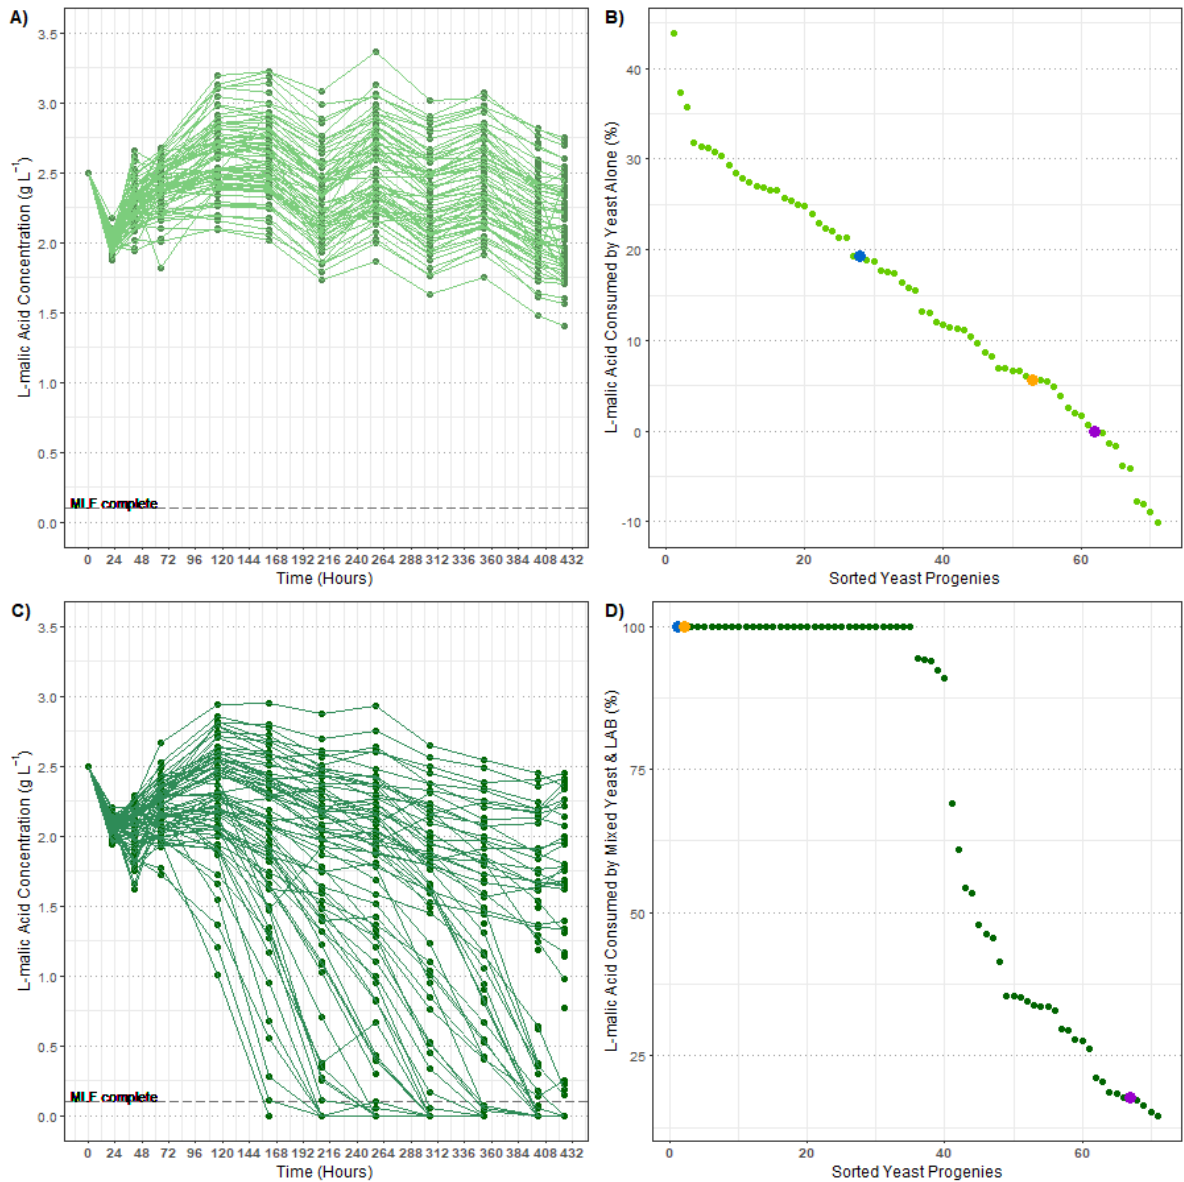 A)
L-malic Acid Concentration (g L⁻¹)
3.5
3.0
2.5
2.0
1.5
1.0
0.5
0.0
MLF complete
0 24 48 72 96 120 144 168 192 216 240 264 288 312 336 360 384 408 432
Time (Hours)
B)
L-malic Acid Consumed by Yeast Alone (%)
40
30
20
10
0
-10
0 20 40 60
Sorted Yeast Progenies
C)
L-malic Acid Concentration (g L⁻¹)
3.5
3.0
2.5
2.0
1.5
1.0
0.5
0.0
MLF complete
0 24 48 72 96 120 144 168 192 216 240 264 288 312 336 360 384 408 432
Time (Hours)
D)
L-malic Acid Consumed by Mixed Yeast & LAB (%)
100
75
50
25
0 20 40 60
Sorted Yeast Progenies